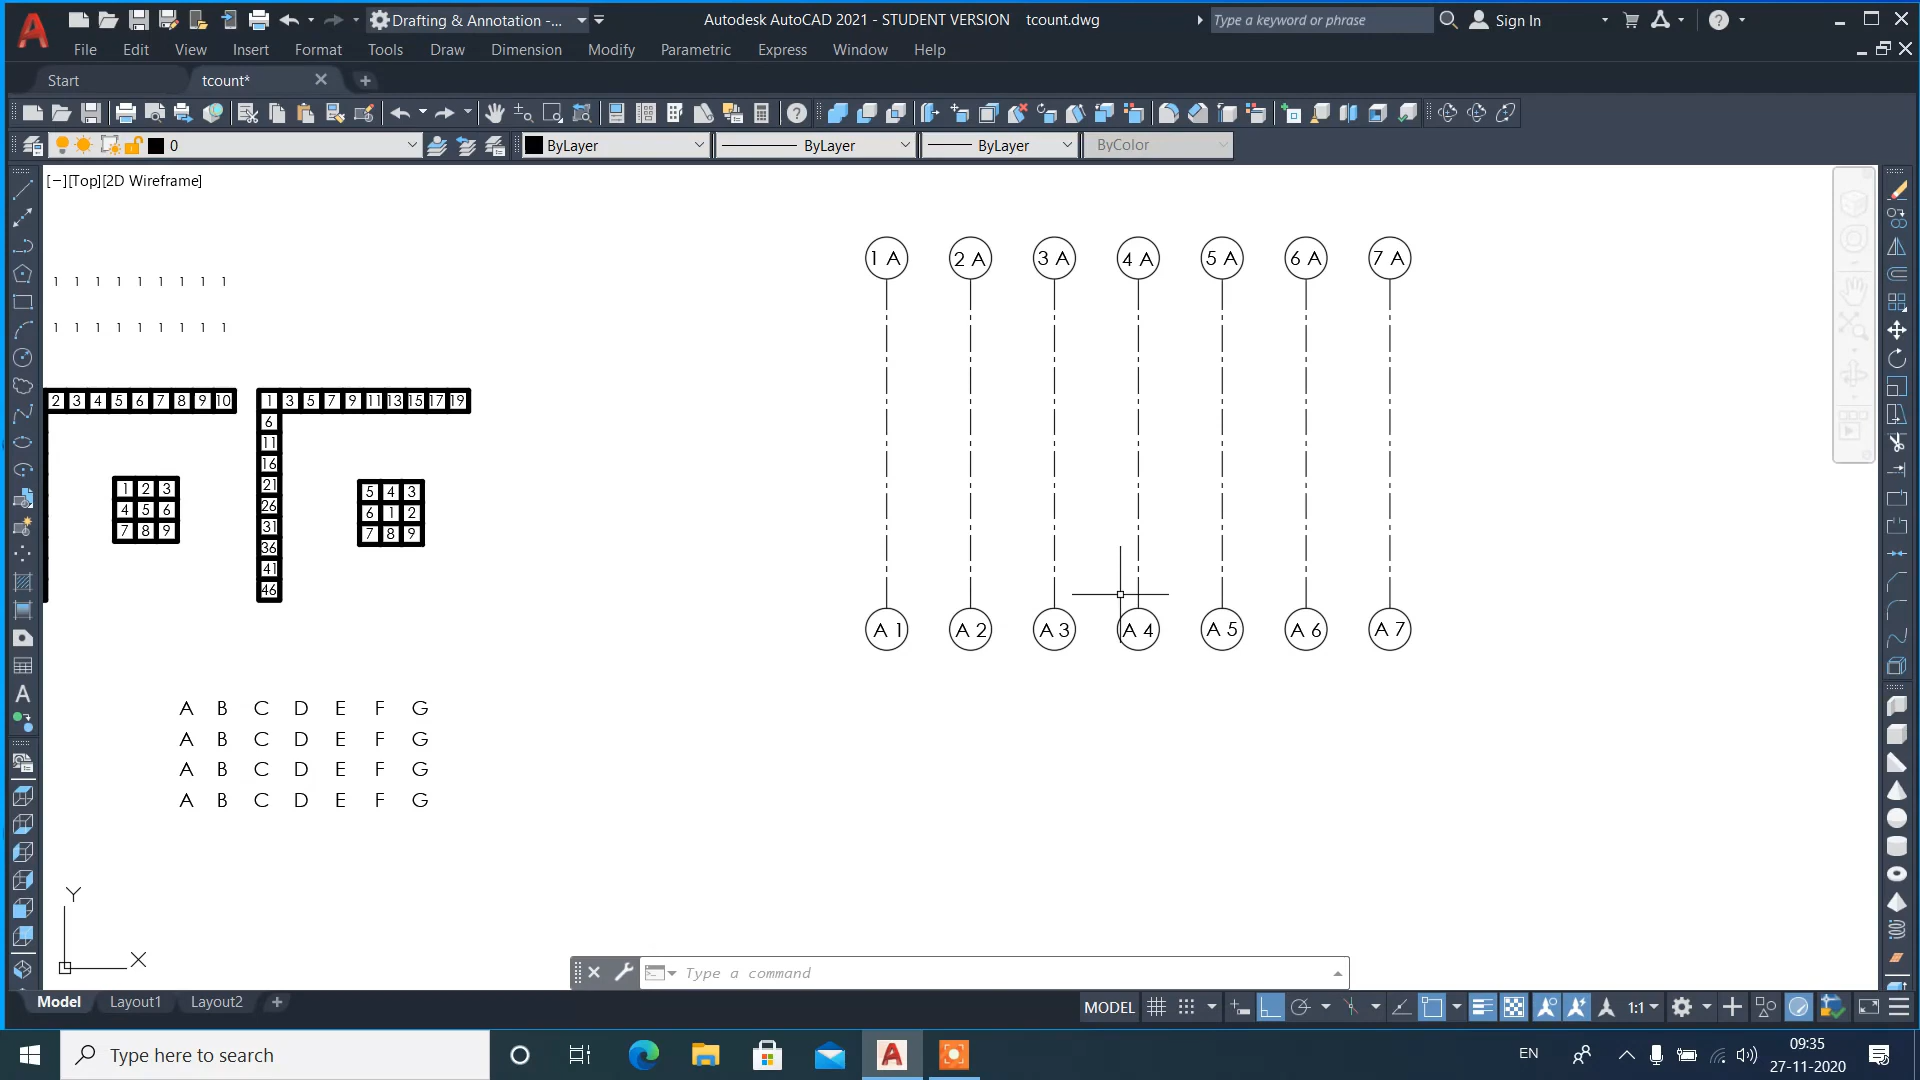 Drafting & Annotation -...
Autodesk AutoCAD 2021 - STUDENT VERSION tcount.dwg
Type a keyword or phrase
Sign In
File Edit View Insert Format Tools Draw Dimension Modify Parametric Express Window Help
Start tcount*
0 ByLayer ByLayer ByLayer ByColor
[−][Top][2D Wireframe]
1 A 2 A 3 A 4 A 5 A 6 A 7 A
1 1 1 1 1 1 1 1 1
1 1 1 1 1 1 1 1 1
2 3 4 5 6 7 8 9 10
1 3 5 7 9 11 13 15 17 19
6
11
16
21
26
31
36
41
46
1 2 3
4 5 6
7 8 9
5 4 3
6 1 2
7 8 9
A 1 A 2 A 3 A 4 A 5 A 6 A 7
A B C D E F G
A B C D E F G
A B C D E F G
A B C D E F G
Y
X
Type a command
Model Layout1 Layout2
MODEL 1:1
Type here to search
EN
09:35
27-11-2020